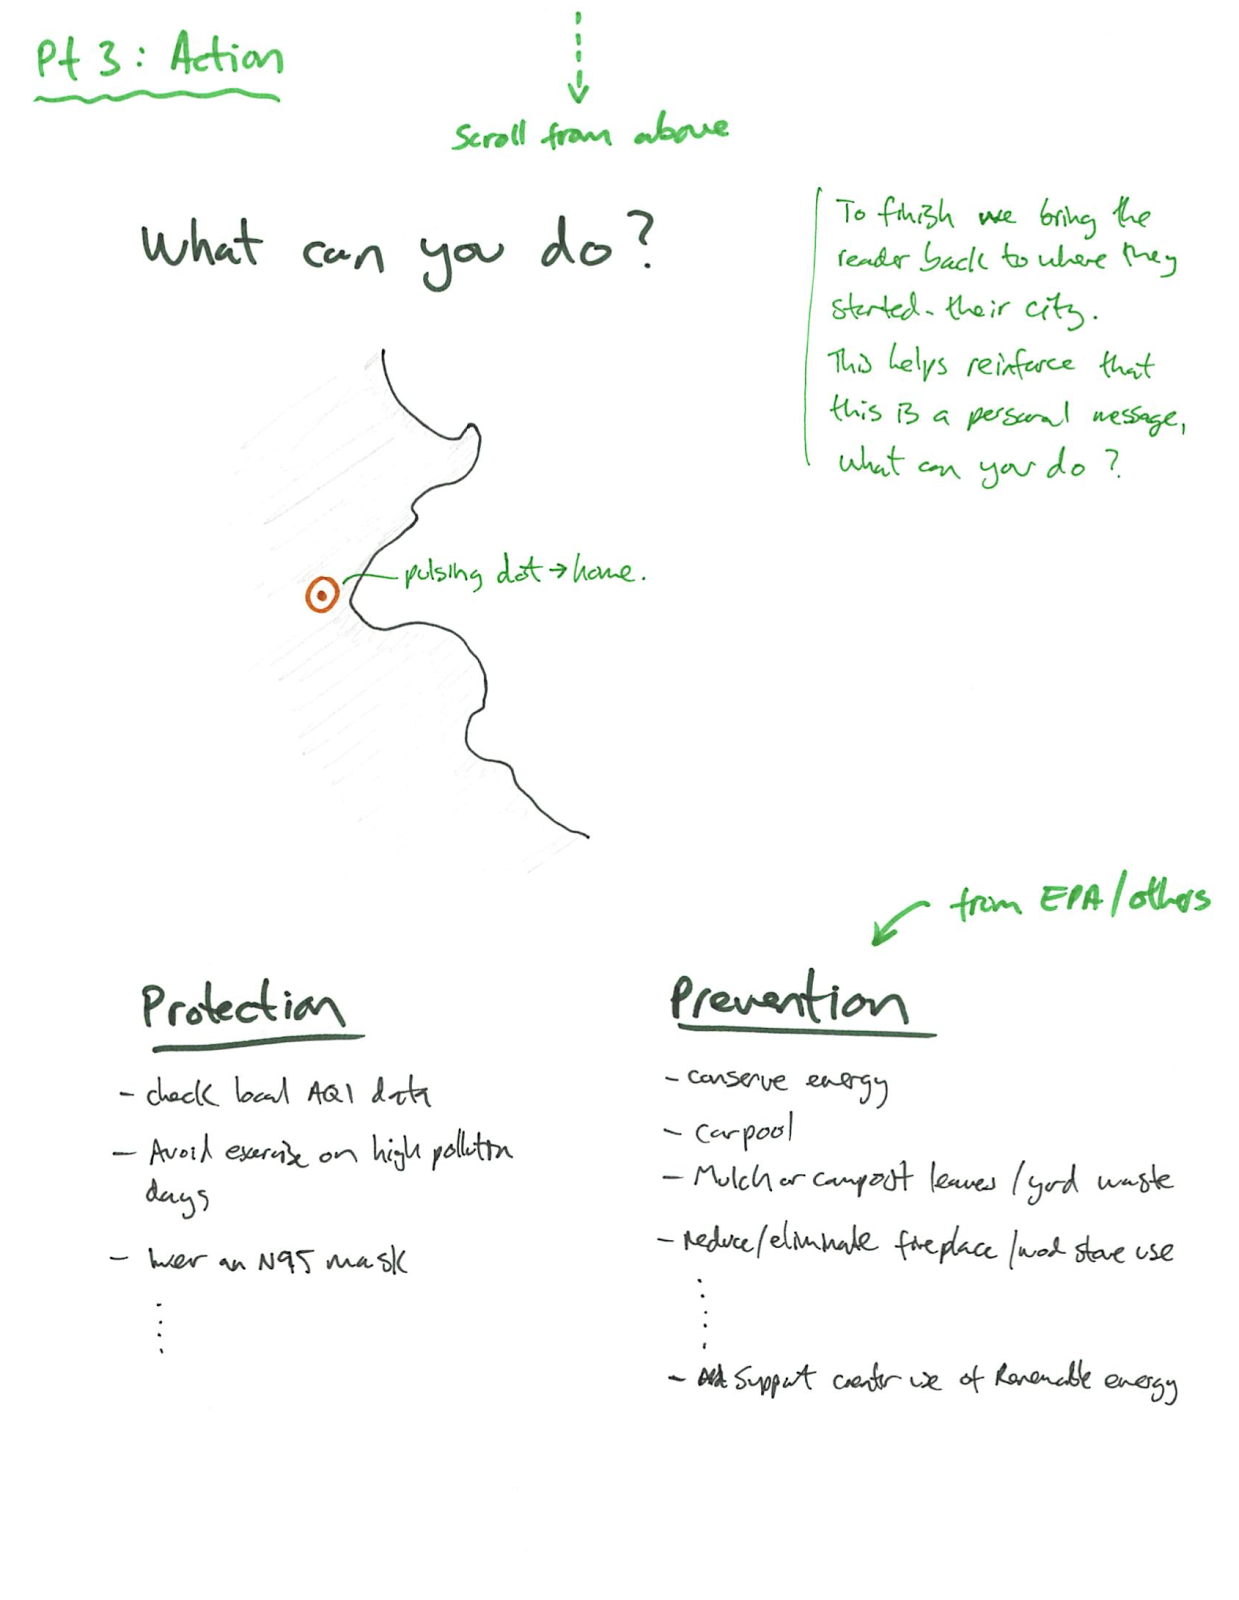 Pt 3: Action
Scroll from above
What can you do?
To finish we bring the
reader back to where they
started - their city.
This helps reinforce that
this is a personal message,
what can you do?
pulsing dot → home.
from EPA/others
Protection
- check local AQI data
- Avoid exercise on high pollution
days
- wear an N95 mask
Prevention
- conserve energy
- carpool
- Mulch or compost leaves / yard waste
- reduce/eliminate fireplace / wood stove use
- Support use of Renewable energy